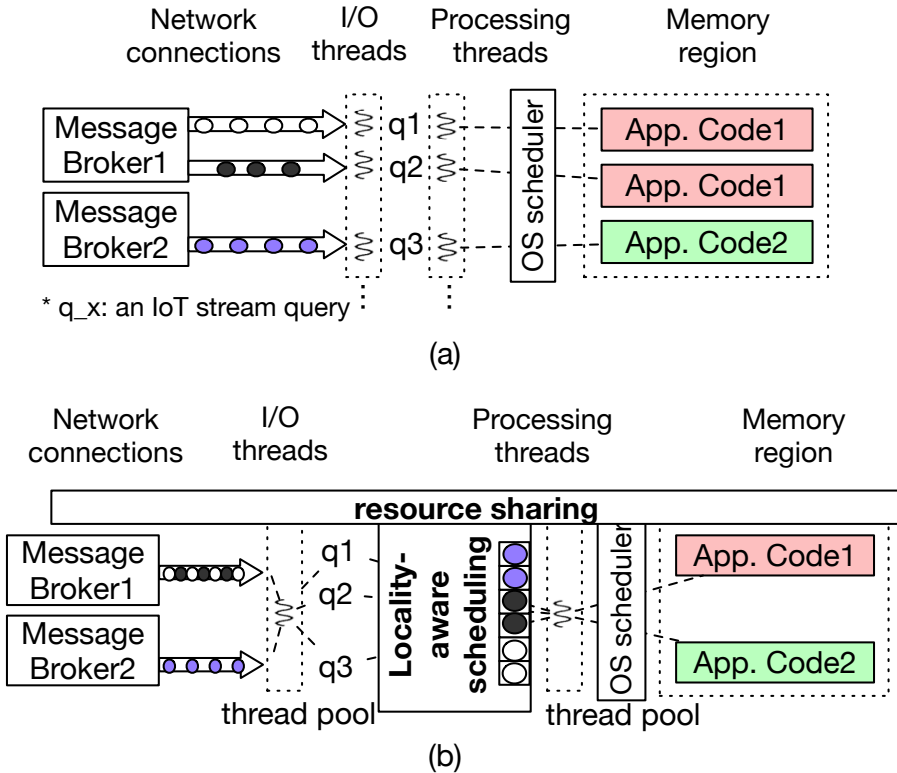 Network connections
I/O threads
Processing threads
Memory region
Message Broker1
q1
q2
OS scheduler
App. Code1
App. Code1
Message Broker2
q3
App. Code2
* q_x: an IoT stream query
(a)
Network connections
I/O threads
Processing threads
Memory region
resource sharing
Message Broker1
q1
q2
Locality-aware scheduling
OS scheduler
App. Code1
Message Broker2
q3
App. Code2
thread pool
thread pool
(b)